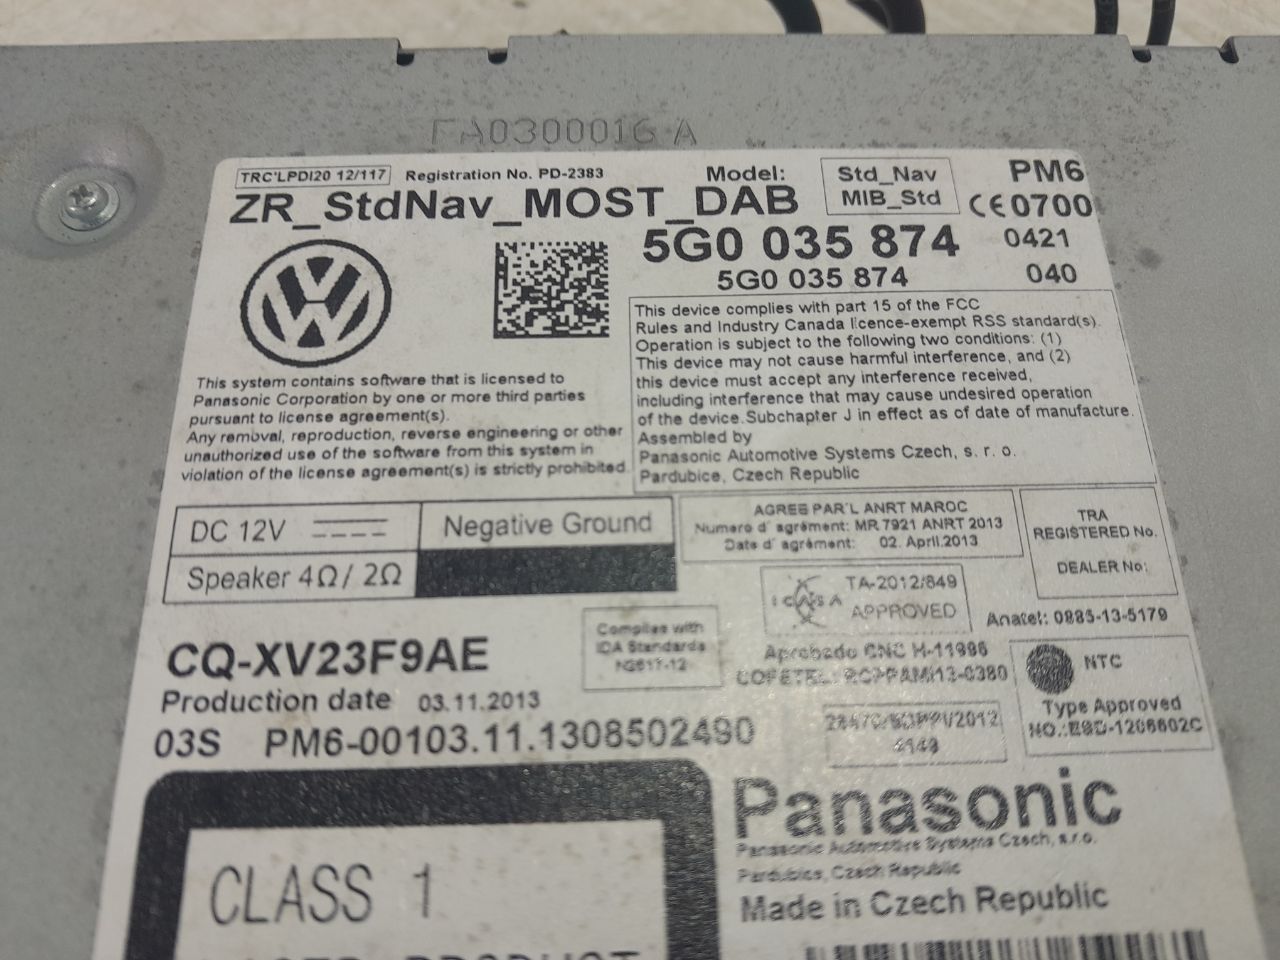 FA0300016 A
TRC'LPDI20 12/117 Registration No. PD-2383
Model: Std_Nav MIB_Std
PM6
ZR_StdNav_MOST_DAB
CE0700
5G0 035 874 0421
5G0 035 874 040
This device complies with part 15 of the FCC
Rules and Industry Canada licence-exempt RSS standard(s).
Operation is subject to the following two conditions: (1)
This device may not cause harmful interference, and (2)
this device must accept any interference received,
including interference that may cause undesired operation
of the device.Subchapter J in effect as of date of manufacture.
Assembled by
Panasonic Automotive Systems Czech, s. r. o.
Pardubice, Czech Republic
This system contains software that is licensed to
Panasonic Corporation by one or more third parties
pursuant to license agreement(s).
Any removal, reproduction, reverse engineering or other
unauthorized use of the software from this system in
violation of the license agreement(s) is strictly prohibited
DC 12V
Negative Ground
Speaker 4Ω/ 2Ω
AGREE PAR'L ANRT MAROC
Numero d' agrément: MR 7921 ANRT 2013
Date d' agrément: 02. April.2013
TRA
REGISTERED No.
DEALER No:
ICASA
TA-2012/849
APPROVED
Anatel: 0885-13-5179
CQ-XV23F9AE
Complies with
IDA Standards
Aprobado CNC H-11996
NTC
Type Approved
Production date 03.11.2013
03S PM6-00103.11.1308502490
Panasonic
Panasonic Automotive Systems Czech, s.r.o.
Pardubice, Czech Republic
Made in Czech Republic
CLASS 1